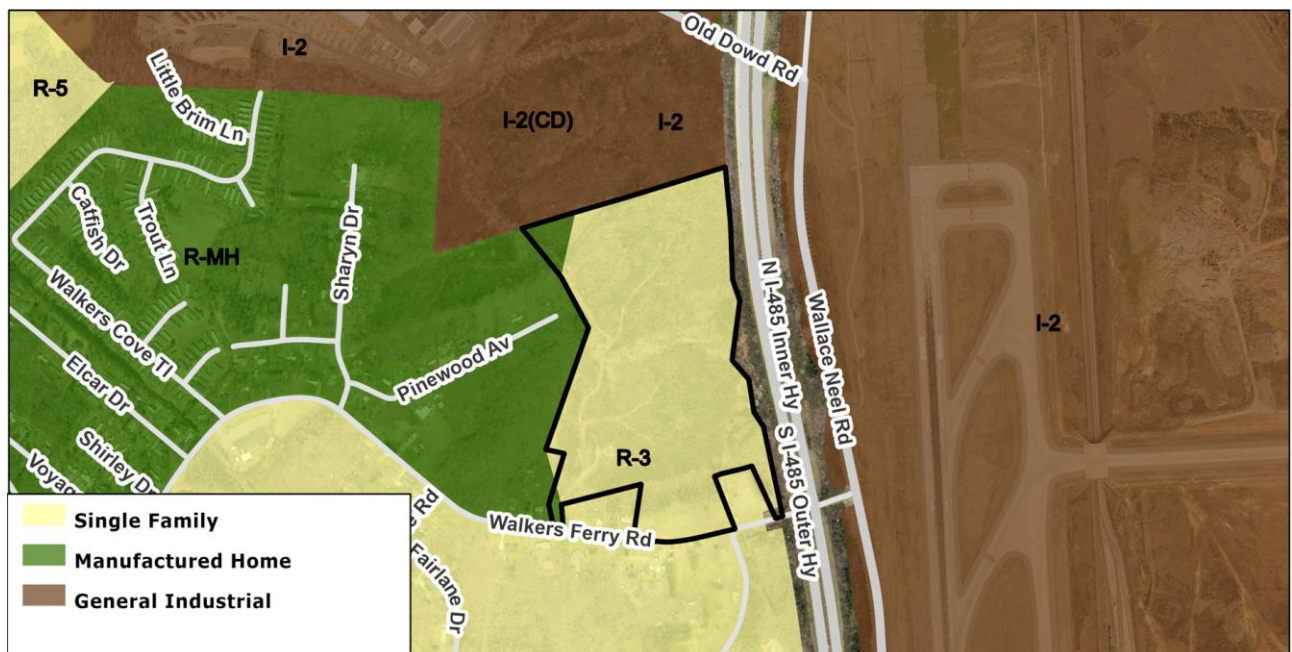 Old Dowd Rd
I-2
R-5
Little Brim Ln
I-2(CD)
I-2
Catfish Dr
Trout Ln
Sharyn Dr
R-MH
Walkers Cove Tl
Pinewood Av
N I-485 Inner Hy
Wallace Neel Rd
I-2
Elcar Dr
Shirley Dr
R-3
S I-485 Outer Hy
Walkers Ferry Rd
Rd
Fairlane Dr
Single Family
Manufactured Home
General Industrial